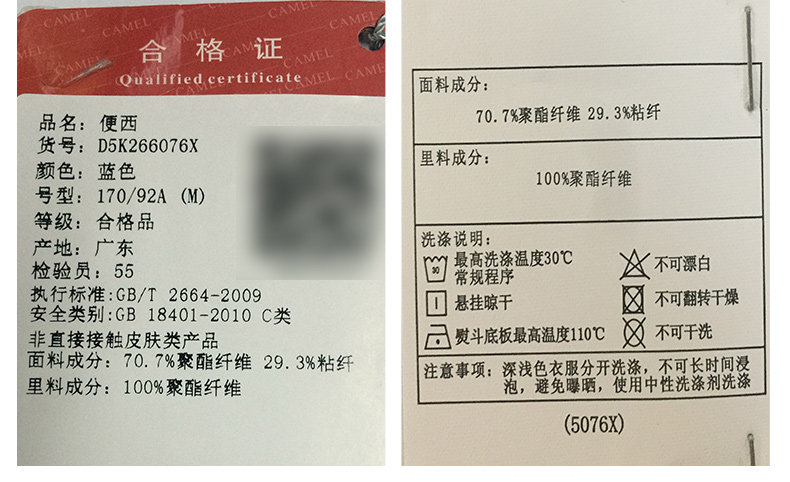 CAMEL CAMEL CAMEL CAMEL
合格证
Qualified certificate
品名：便西
货号：D5K266076X
颜色：蓝色
号型：170/92A (M)
等级：合格品
产地：广东
检验员：55
执行标准:GB/T 2664-2009
安全类别:GB 18401-2010 C类
非直接接触皮肤类产品
面料成分：70.7%聚酯纤维 29.3%粘纤
里料成分：100%聚酯纤维
面料成分：
70.7%聚酯纤维 29.3%粘纤
里料成分：
100%聚酯纤维
洗涤说明：
30 最高洗涤温度30℃
常规程序
不可漂白
悬挂晾干
不可翻转干燥
熨斗底板最高温度110℃
不可干洗
注意事项：深浅色衣服分开洗涤，不可长时间浸
泡，避免曝晒，使用中性洗涤剂洗涤
(5076X)